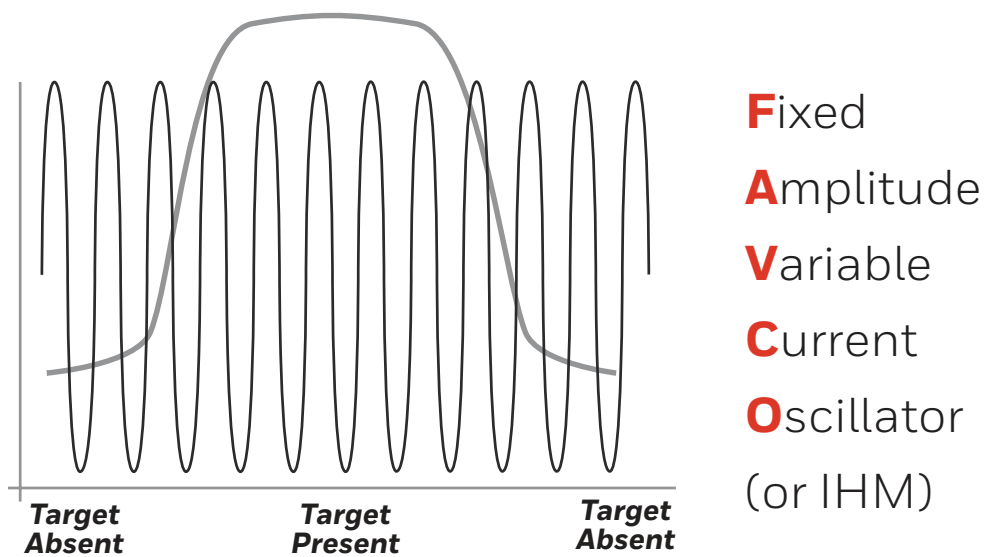 Fixed
Amplitude
Variable
Current
Oscillator
(or IHM)
Target
Absent
Target
Present
Target
Absent